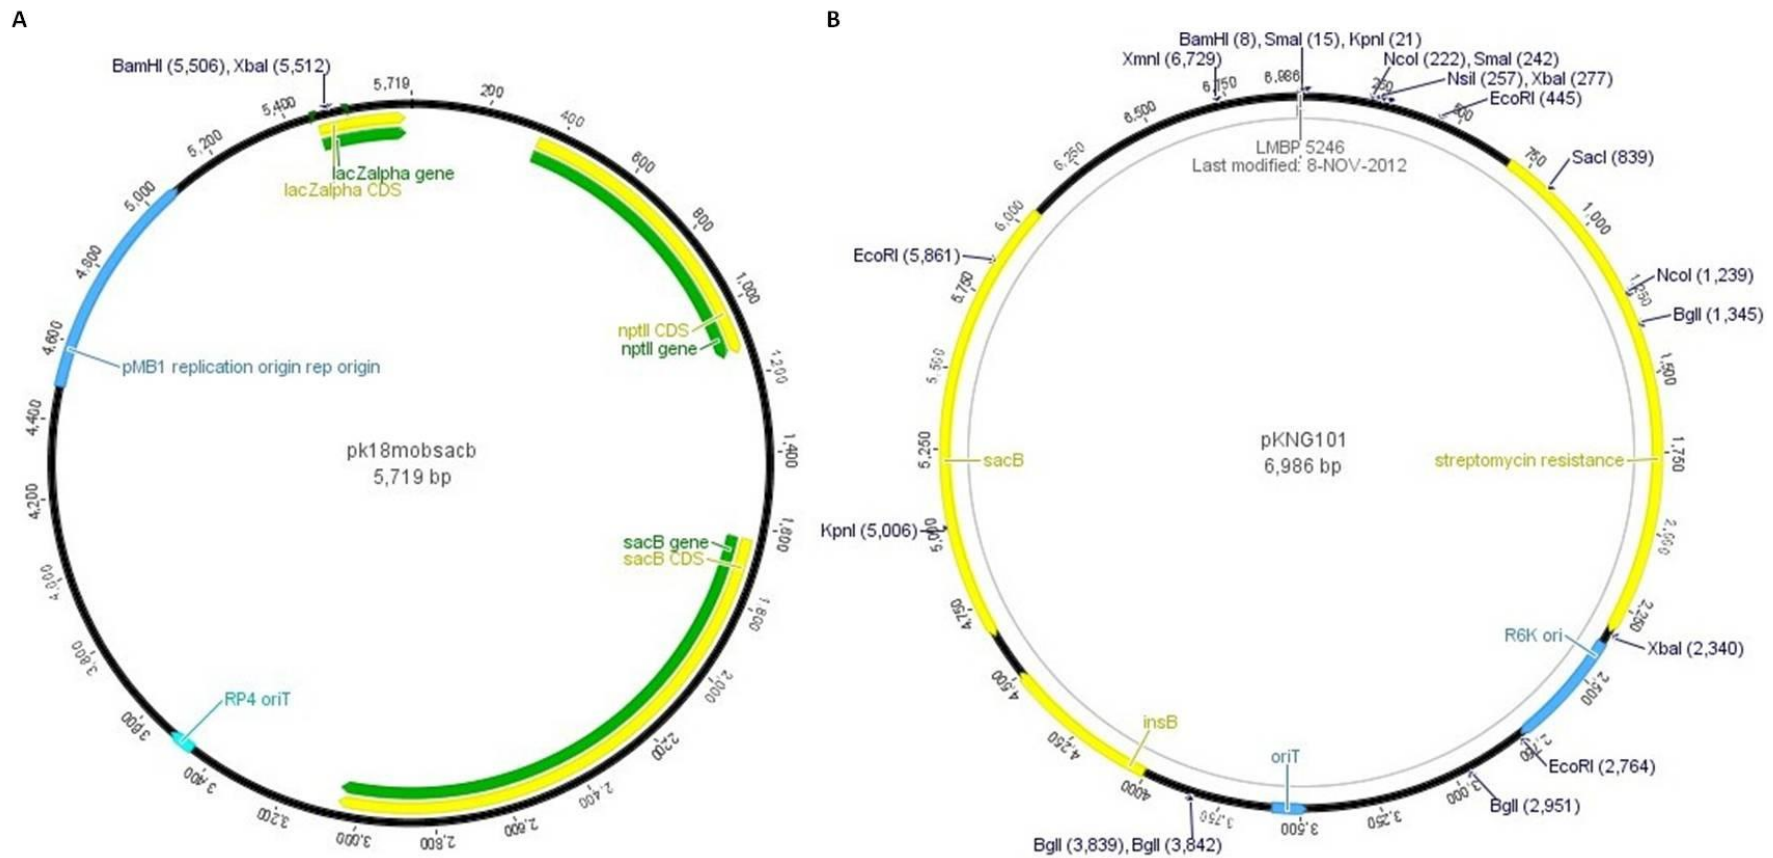 A
BamHI (5,506), XbaI (5,512)
5,719
200
400
600
800
1,000
1,200
1,400
1,600
1,800
2,000
2,200
2,400
2,600
2,800
3,000
3,200
3,400
3,600
3,800
4,000
4,200
4,400
4,600
4,800
5,000
5,200
5,400
lacZalpha gene
lacZalpha CDS
nptII CDS
nptII gene
pMB1 replication origin rep origin
pk18mobsacb
5,719 bp
sacB gene
sacB CDS
RP4 oriT
B
BamHI (8), SmaI (15), KpnI (21)
XmnI (6,729)
NcoI (222), SmaI (242)
NsiI (257), XbaI (277)
EcoRI (445)
SacI (839)
NcoI (1,239)
BglI (1,345)
XbaI (2,340)
EcoRI (2,764)
BglI (2,951)
BglI (3,839), BglI (3,842)
KpnI (5,006)
EcoRI (5,861)
6,986
250
500
750
1,000
1,250
1,500
1,750
2,000
2,250
2,500
3,000
3,250
3,500
3,750
4000
4,250
4,500
4,750
5,250
5,500
5,750
6,000
6,250
6,500
6,750
LMBP 5246
Last modified: 8-NOV-2012
pKNG101
6,986 bp
sacB
streptomycin resistance
R6K ori
insB
oriT